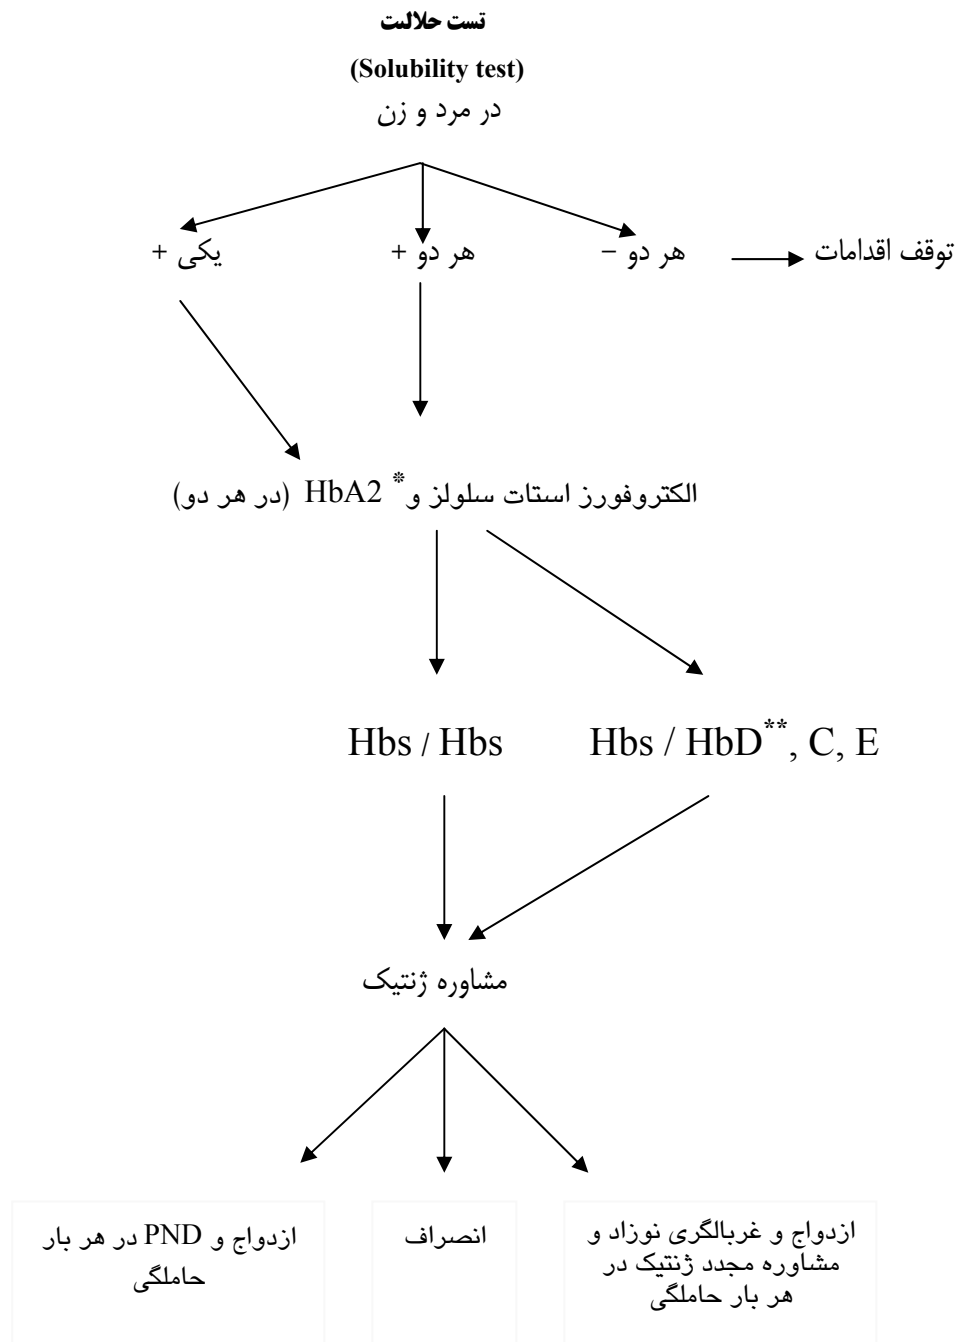 تست حلالیت
(Solubility test)
در مرد و زن
توقف اقدامات
هر دو −
هر دو +
یکی +
الکتروفورز استات سلولز و* HbA2 (در هر دو)
Hbs / Hbs
Hbs / HbD**, C, E
مشاوره ژنتیک
ازدواج و غربالگری نوزاد و
مشاوره مجدد ژنتیک در
هر بار حاملگی
انصراف
ازدواج و PND در هر بار
حاملگی